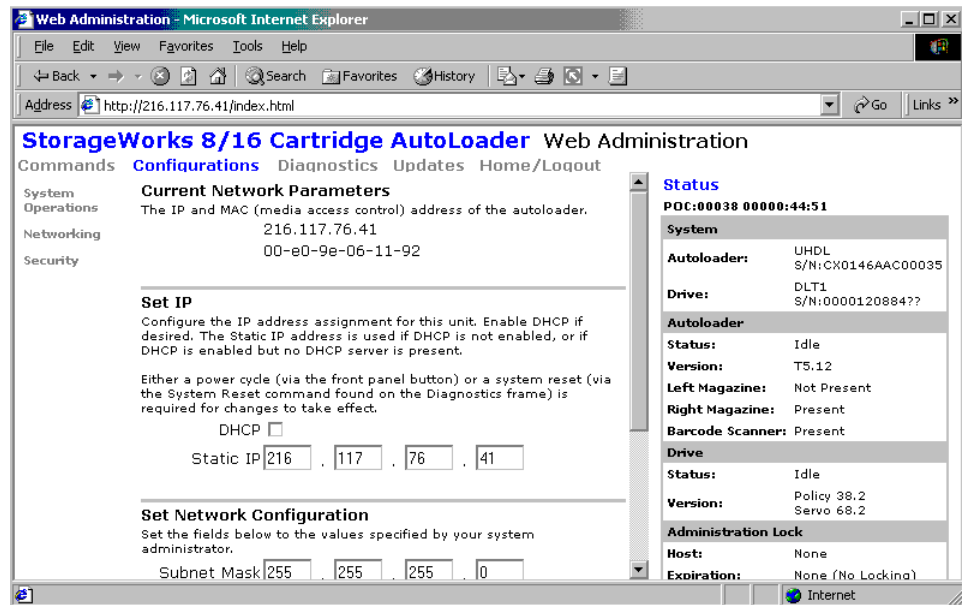 Web Administration - Microsoft Internet Explorer
File Edit View Favorites Tools Help
Back Search Favorites History
Address http://216.117.76.41/index.html Go Links »
StorageWorks 8/16 Cartridge AutoLoader Web Administration
Commands Configurations Diagnostics Updates Home/Logout
System
Operations
Networking
Security
Current Network Parameters
The IP and MAC (media access control) address of the autoloader.
216.117.76.41
00-e0-9e-06-11-92
Set IP
Configure the IP address assignment for this unit. Enable DHCP if
desired. The Static IP address is used if DHCP is not enabled, or if
DHCP is enabled but no DHCP server is present.
Either a power cycle (via the front panel button) or a system reset (via
the System Reset command found on the Diagnostics frame) is
required for changes to take effect.
DHCP
Static IP 216 . 117 . 76 . 41
Set Network Configuration
Set the fields below to the values specified by your system
administrator.
Subnet Mask 255 . 255 . 255 . 0
Status
POC:00038 00000:44:51
System
Autoloader: UHDL
S/N:CX0146AAC00035
Drive: DLT1
S/N:0000120884??
Autoloader
Status: Idle
Version: T5.12
Left Magazine: Not Present
Right Magazine: Present
Barcode Scanner: Present
Drive
Status: Idle
Version: Policy 38.2
Servo 68.2
Administration Lock
Host: None
Expiration: None (No Locking)
Internet